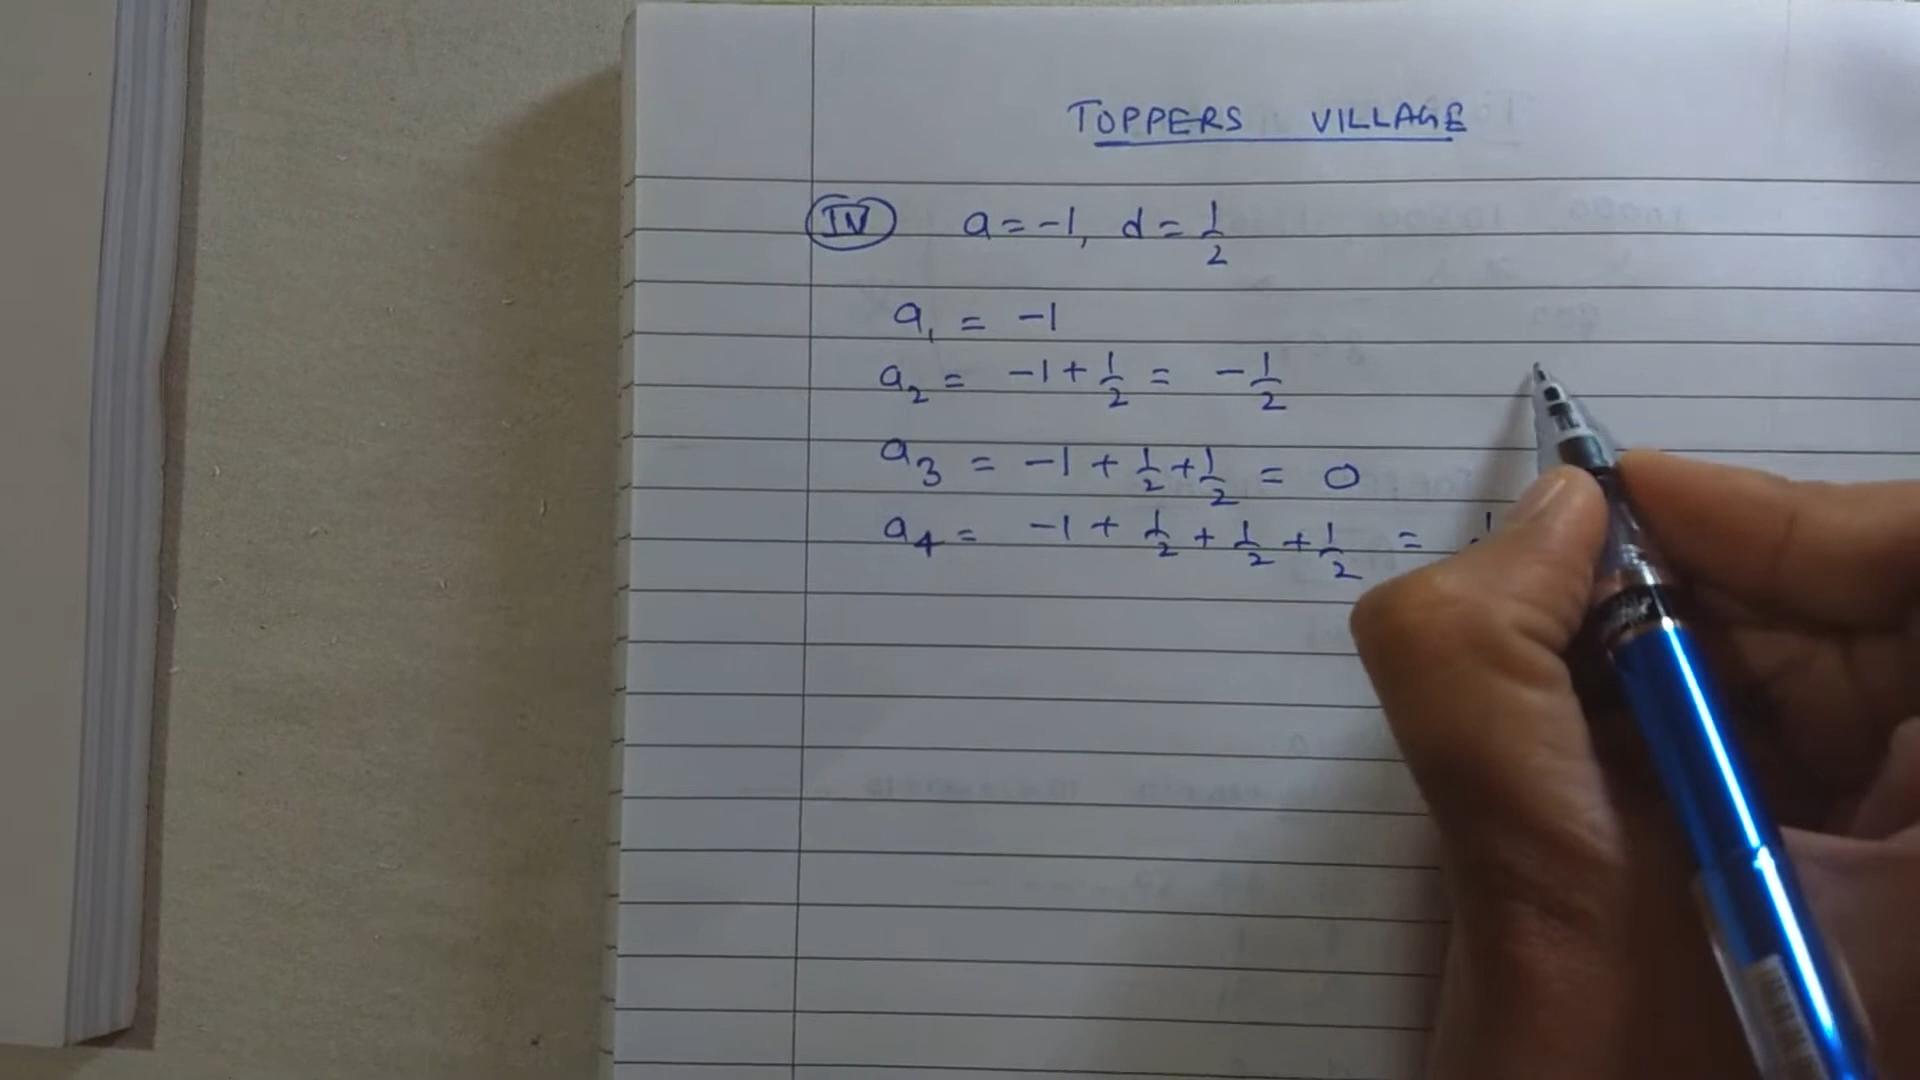 TOPPERS VILLAGE
IV a = -1, d = 1/2
a₁ = -1
a₂ = -1 + 1/2 = -1/2
a₃ = -1 + 1/2 + 1/2 = 0
a₄ = -1 + 1/2 + 1/2 + 1/2 =